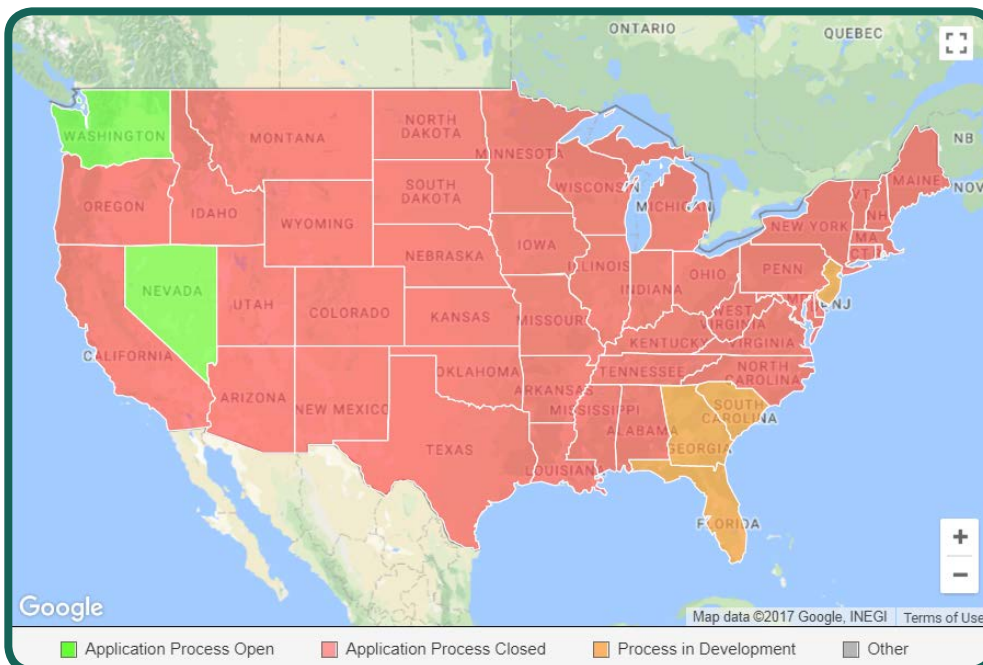 ONTARIO
QUEBEC
WASHINGTON
MONTANA
NORTH
DAKOTA
MINNESOTA
NB
OREGON
IDAHO
SOUTH
DAKOTA
WISCONSIN
MICHIGAN
VT
MAINE
NOV
WYOMING
NH
NEW YORK
MA
CT
IOWA
NEBRASKA
NEVADA
UTAH
ILLINOIS
INDIANA
OHIO
PENN
NJ
COLORADO
KANSAS
MISSOURI
WEST
VIRGINIA
KENTUCKY
VIRGINIA
CALIFORNIA
TENNESSEE
NORTH
CAROLINA
ARIZONA
NEW MEXICO
OKLAHOMA
ARKANSAS
MISSISSIPPI
SOUTH
CAROLINA
ALABAMA
GEORGIA
TEXAS
LOUISIANA
FLORIDA
+
−
Google
Map data ©2017 Google, INEGI
Terms of Use
Application Process Open
Application Process Closed
Process in Development
Other